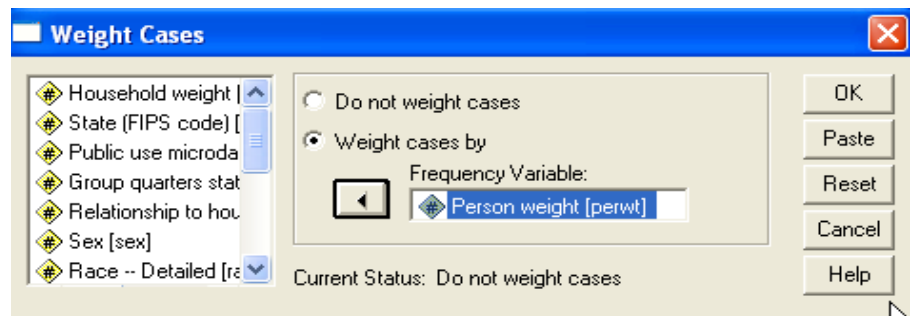 Weight Cases
Household weight [
State (FIPS code) [
Public use microda
Group quarters stat
Relationship to hou
Sex [sex]
Race -- Detailed [ra
Do not weight cases
Weight cases by
Frequency Variable:
Person weight [perwt]
Current Status: Do not weight cases
OK
Paste
Reset
Cancel
Help